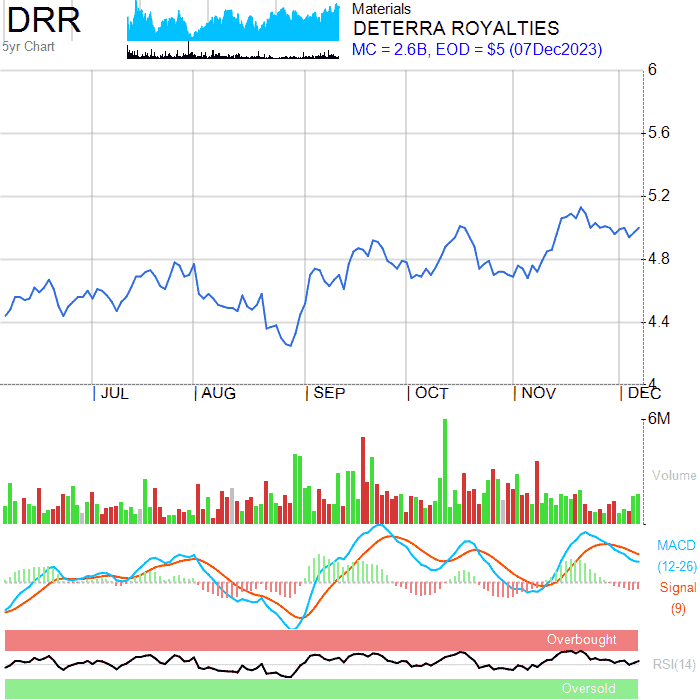 DRR
5yr Chart
Materials
DETERRA ROYALTIES
MC = 2.6B, EOD = $5 (07Dec2023)
6
5.6
5.2
4.8
4.4
4
JUL AUG SEP OCT NOV DEC
6M
Volume
MACD
(12-26)
Signal
(9)
Overbought
RSI(14)
Oversold